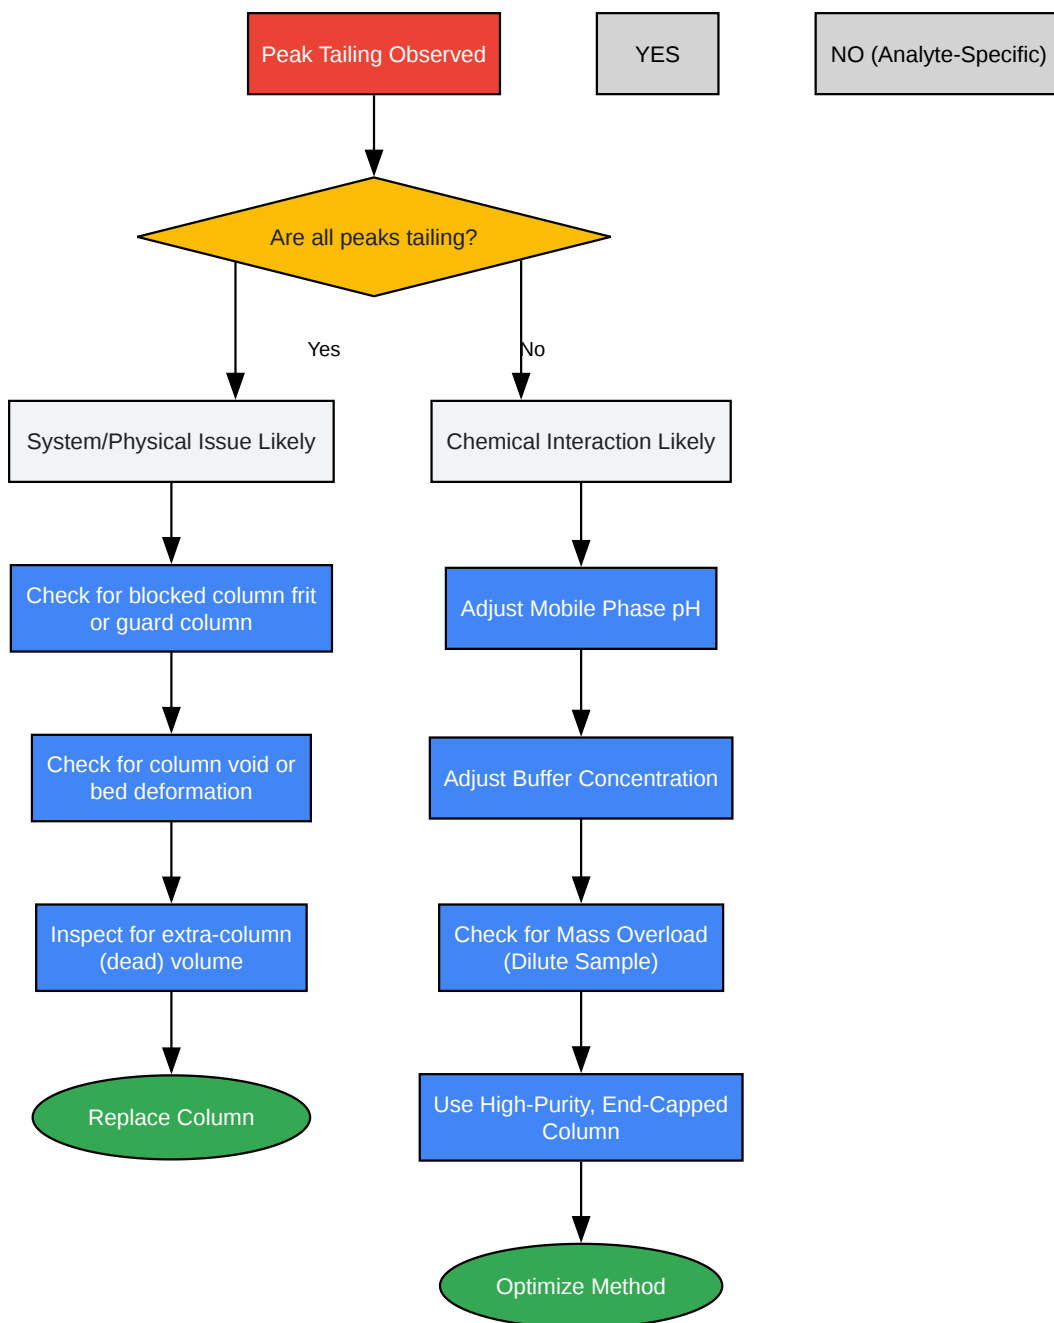 Peak Tailing Observed
YES
NO (Analyte-Specific)
Are all peaks tailing?
Yes
No
System/Physical Issue Likely
Chemical Interaction Likely
Check for blocked column frit
or guard column
Adjust Mobile Phase pH
Check for column void or
bed deformation
Adjust Buffer Concentration
Inspect for extra-column
(dead) volume
Check for Mass Overload
(Dilute Sample)
Replace Column
Use High-Purity, End-Capped
Column
Optimize Method